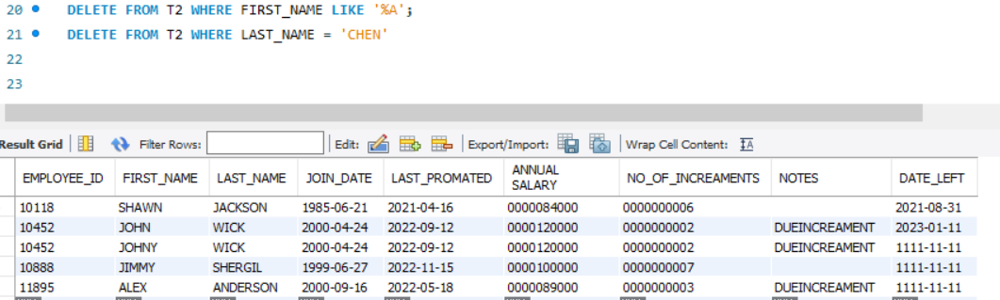 20 DELETE FROM T2 WHERE FIRST_NAME LIKE '%A';
21 DELETE FROM T2 WHERE LAST_NAME = 'CHEN'
22
23
Result Grid Filter Rows: Edit: Export/Import: Wrap Cell Content: IA
EMPLOYEE_ID FIRST_NAME LAST_NAME JOIN_DATE LAST_PROMATED ANNUAL SALARY NO_OF_INCREAMENTS NOTES DATE_LEFT
10118 SHAWN JACKSON 1985-06-21 2021-04-16 0000084000 0000000006 2021-08-31
10452 JOHN WICK 2000-04-24 2022-09-12 0000120000 0000000002 DUEINCREAMENT 2023-01-11
10452 JOHNY WICK 2000-04-24 2022-09-12 0000120000 0000000002 DUEINCREAMENT 1111-11-11
10888 JIMMY SHERGIL 1999-06-27 2022-11-15 0000100000 0000000007 1111-11-11
11895 ALEX ANDERSON 2000-09-16 2022-05-18 0000089000 0000000003 DUEINCREAMENT 1111-11-11